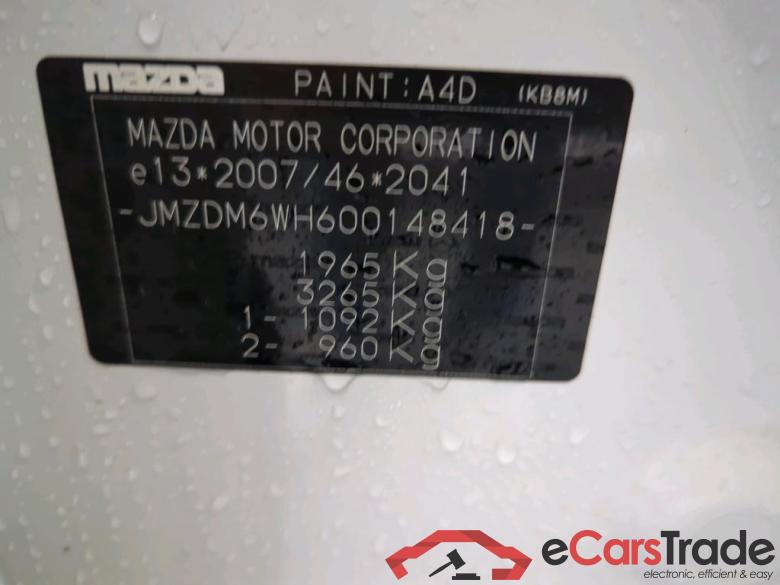 mazda PAINT:A4D (KB8M)
MAZDA MOTOR CORPORATION
e13*2007/46*2041
-JMZDM6WH600148418-
1965Kg
3265Kg
1- 1092Kg
2- 960Kg
eCarsTrade
electronic, efficient & easy